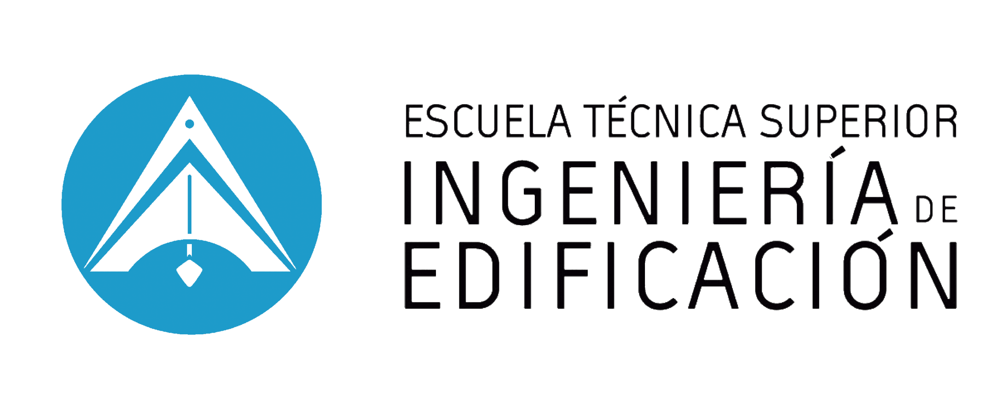 ESCUELA TÉCNICA SUPERIOR
INGENIERÍA DE
EDIFICACIÓN